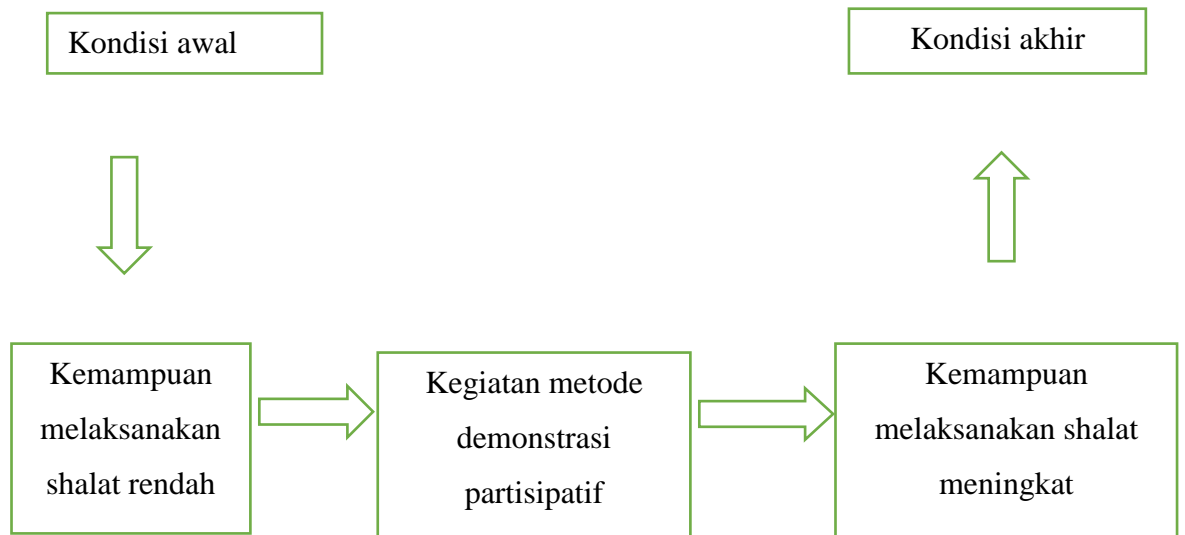 Kondisi awal
Kondisi akhir
Kemampuan
melaksanakan
shalat rendah
Kegiatan metode
demonstrasi
partisipatif
Kemampuan
melaksanakan shalat
meningkat